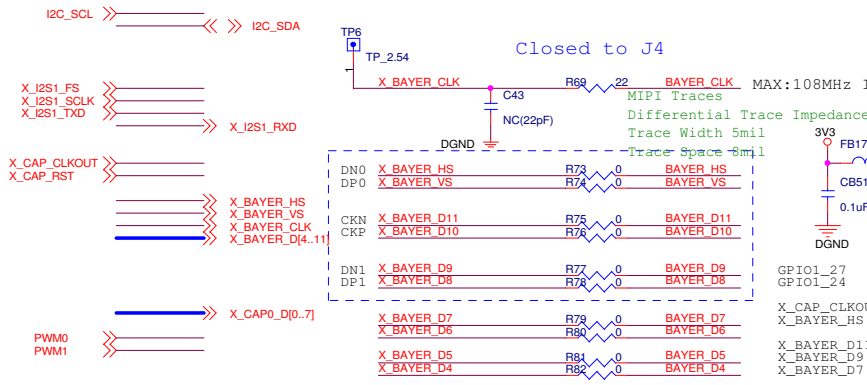 I2C_SCL
I2C_SDA
X_I2S1_FS
X_I2S1_SCLK
X_I2S1_TXD
X_I2S1_RXD
X_CAP_CLKOUT
X_CAP_RST
X_BAYER_HS
X_BAYER_VS
X_BAYER_CLK
X_BAYER_D[4..11]
X_CAP0_D[0..7]
PWM0
PWM1
TP6
TP_2.54
1
Closed to J4
X_BAYER_CLK R69 22 BAYER_CLK MAX:108MHz
C43
NC(22pF)
DGND
MIPI Traces
Differential Trace Impedance
Trace Width 5mil
Trace Space 8mil
3V3
FB17
CB51
0.1uF
DGND
DN0 X_BAYER_HS R73 0 BAYER_HS
DP0 X_BAYER_VS R74 0 BAYER_VS
CKN X_BAYER_D11 R75 0 BAYER_D11
CKP X_BAYER_D10 R76 0 BAYER_D10
DN1 X_BAYER_D9 R77 0 BAYER_D9
DP1 X_BAYER_D8 R78 0 BAYER_D8
X_BAYER_D7 R79 0 BAYER_D7
X_BAYER_D6 R80 0 BAYER_D6
X_BAYER_D5 R81 0 BAYER_D5
X_BAYER_D4 R82 0 BAYER_D4
GPIO1_27
GPIO1_24
X_CAP_CLKOU
X_BAYER_HS
X_BAYER_D11
X_BAYER_D9
X_BAYER_D7